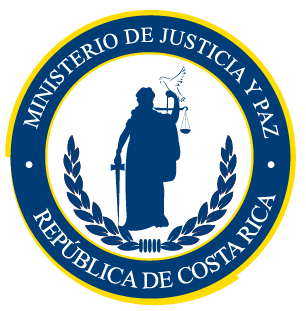 MINISTERIO DE JUSTICIA Y PAZ
REPÚBLICA DE COSTA RICA